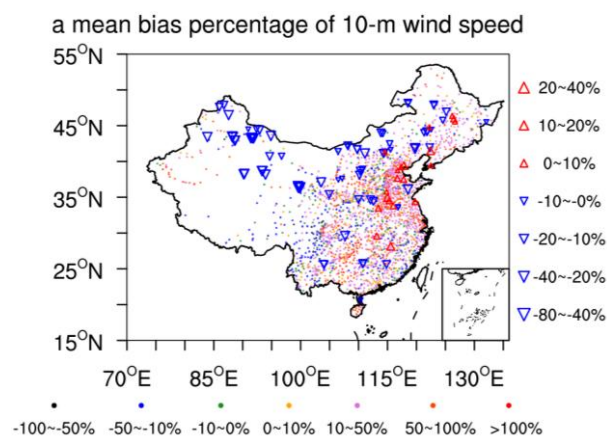 a mean bias percentage of 10-m wind speed
55°N
45°N
35°N
25°N
15°N
70°E 85°E 100°E 115°E 130°E
20~40%
10~20%
0~10%
-10~-0%
-20~-10%
-40~-20%
-80~-40%
-100~-50% -50~-10% -10~-0% 0~10% 10~50% 50~100% >100%